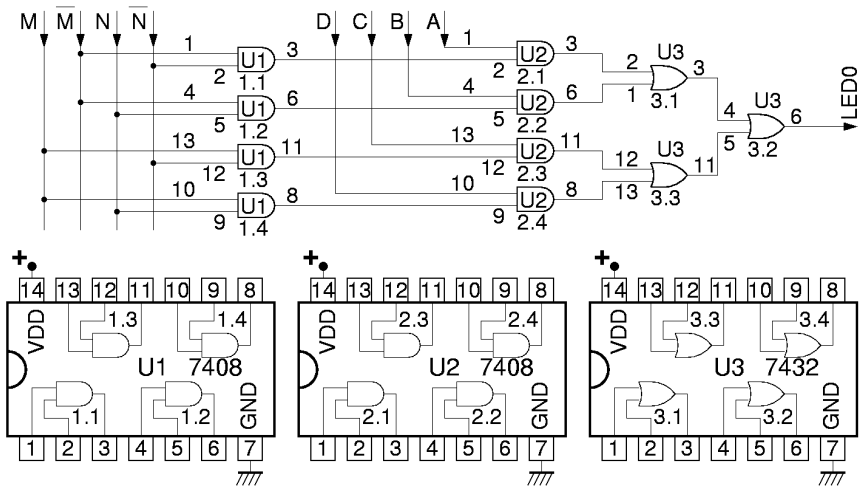 M M N N D C B A
1 3 1 3 U3
U1 2 U2 2 3
2 1.1 2 2.1 1 3.1
4 6 4 6 4 U3 6 LED0
U1 U2 5
5 1.2 5 2.2 3.2
13 11 13 11 U3
U1 U2 12 11
12 1.3 12 2.3 13 3.3
10 8 10 8
U1 U2
9 1.4 9 2.4
+ + +
14 13 12 11 10 9 8 14 13 12 11 10 9 8 14 13 12 11 10 9 8
VDD 1.3 1.4 VDD 2.3 2.4 VDD 3.3 3.4
U1 7408 U2 7408 U3 7432
1.1 1.2 GND 2.1 2.2 GND 3.1 3.2 GND
1 2 3 4 5 6 7 1 2 3 4 5 6 7 1 2 3 4 5 6 7